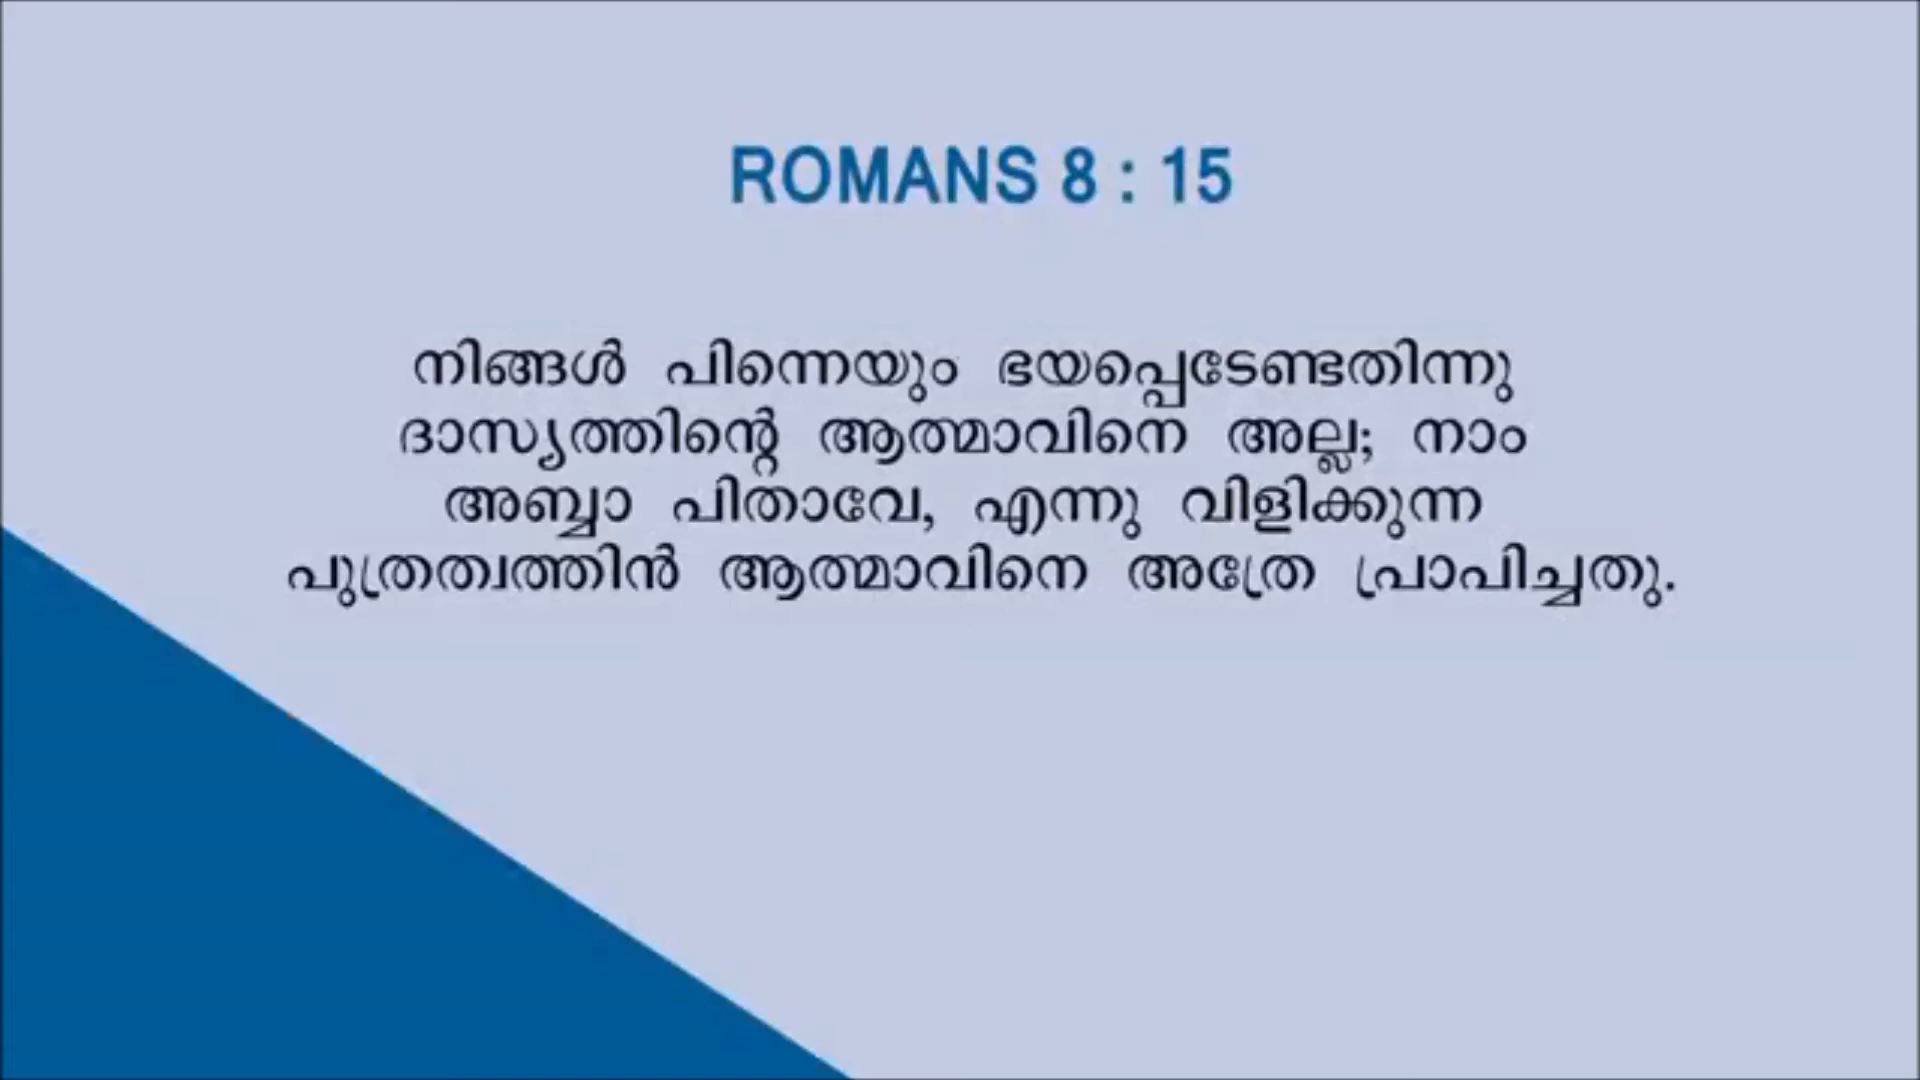 ROMANS 8 : 15
നിങ്ങൾ പിന്നെയും ഭയപ്പെടേണ്ടതിന്നു
ദാസ്യത്തിന്റെ ആത്മാവിനെ അല്ല; നാം
അബ്ബാ പിതാവേ, എന്നു വിളിക്കുന്ന
പുത്രത്വത്തിൻ ആത്മാവിനെ അത്രേ പ്രാപിച്ചതു.